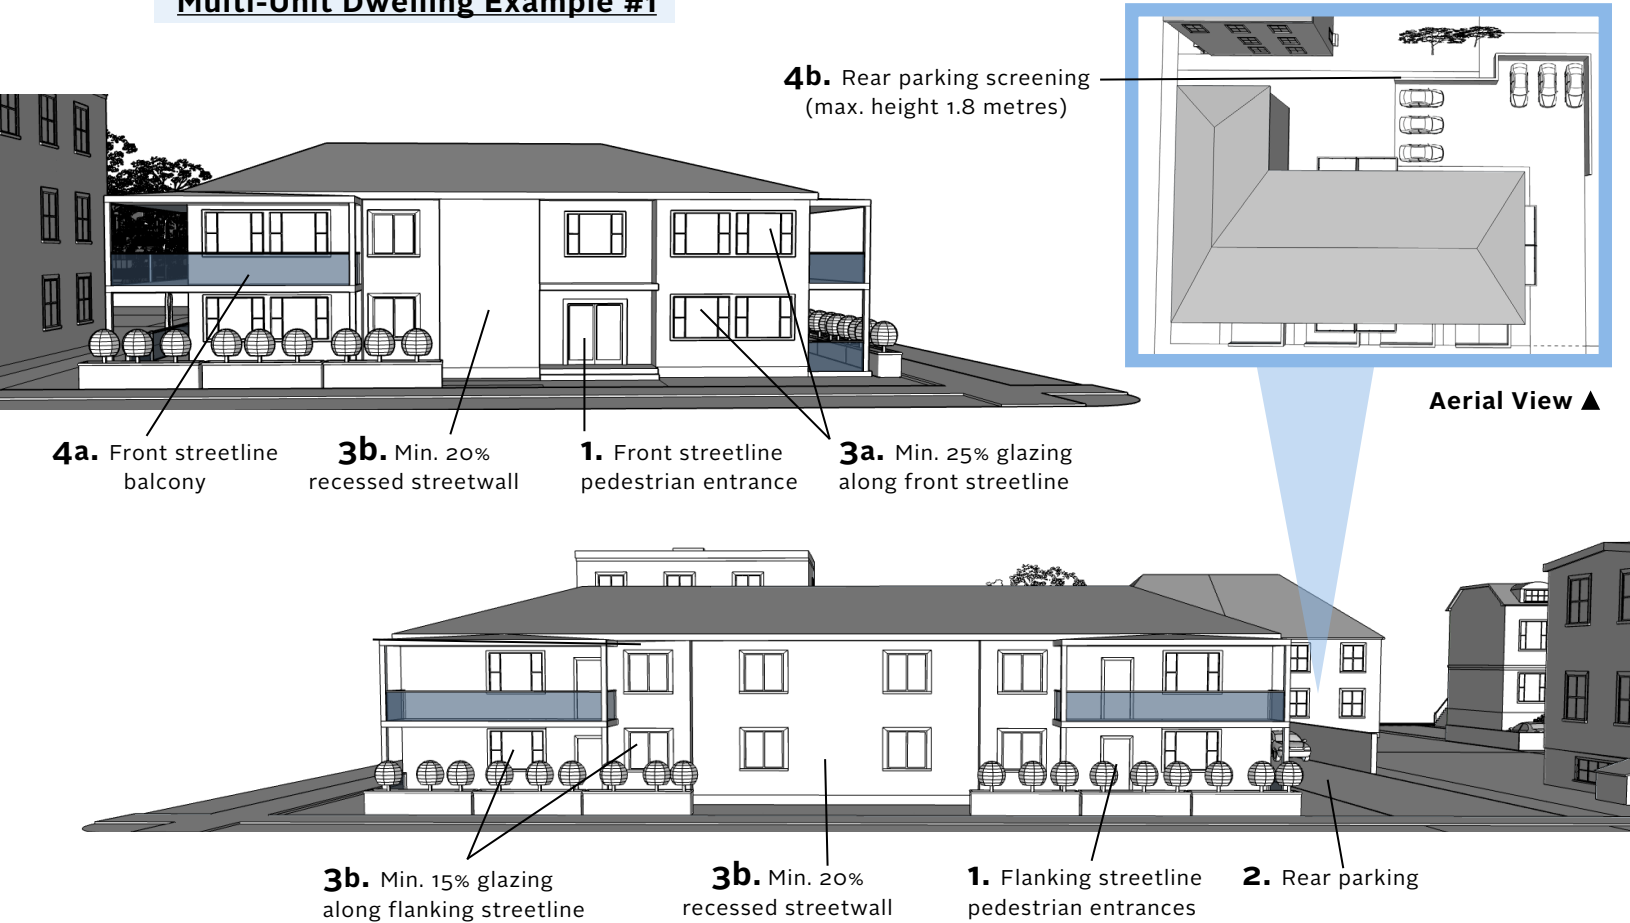 Multi-Unit Dwelling Example #1
4b. Rear parking screening
(max. height 1.8 metres)
Aerial View ▲
4a. Front streetline
balcony
3b. Min. 20%
recessed streetwall
1. Front streetline
pedestrian entrance
3a. Min. 25% glazing
along front streetline
3b. Min. 15% glazing
along flanking streetline
3b. Min. 20%
recessed streetwall
1. Flanking streetline
pedestrian entrances
2. Rear parking